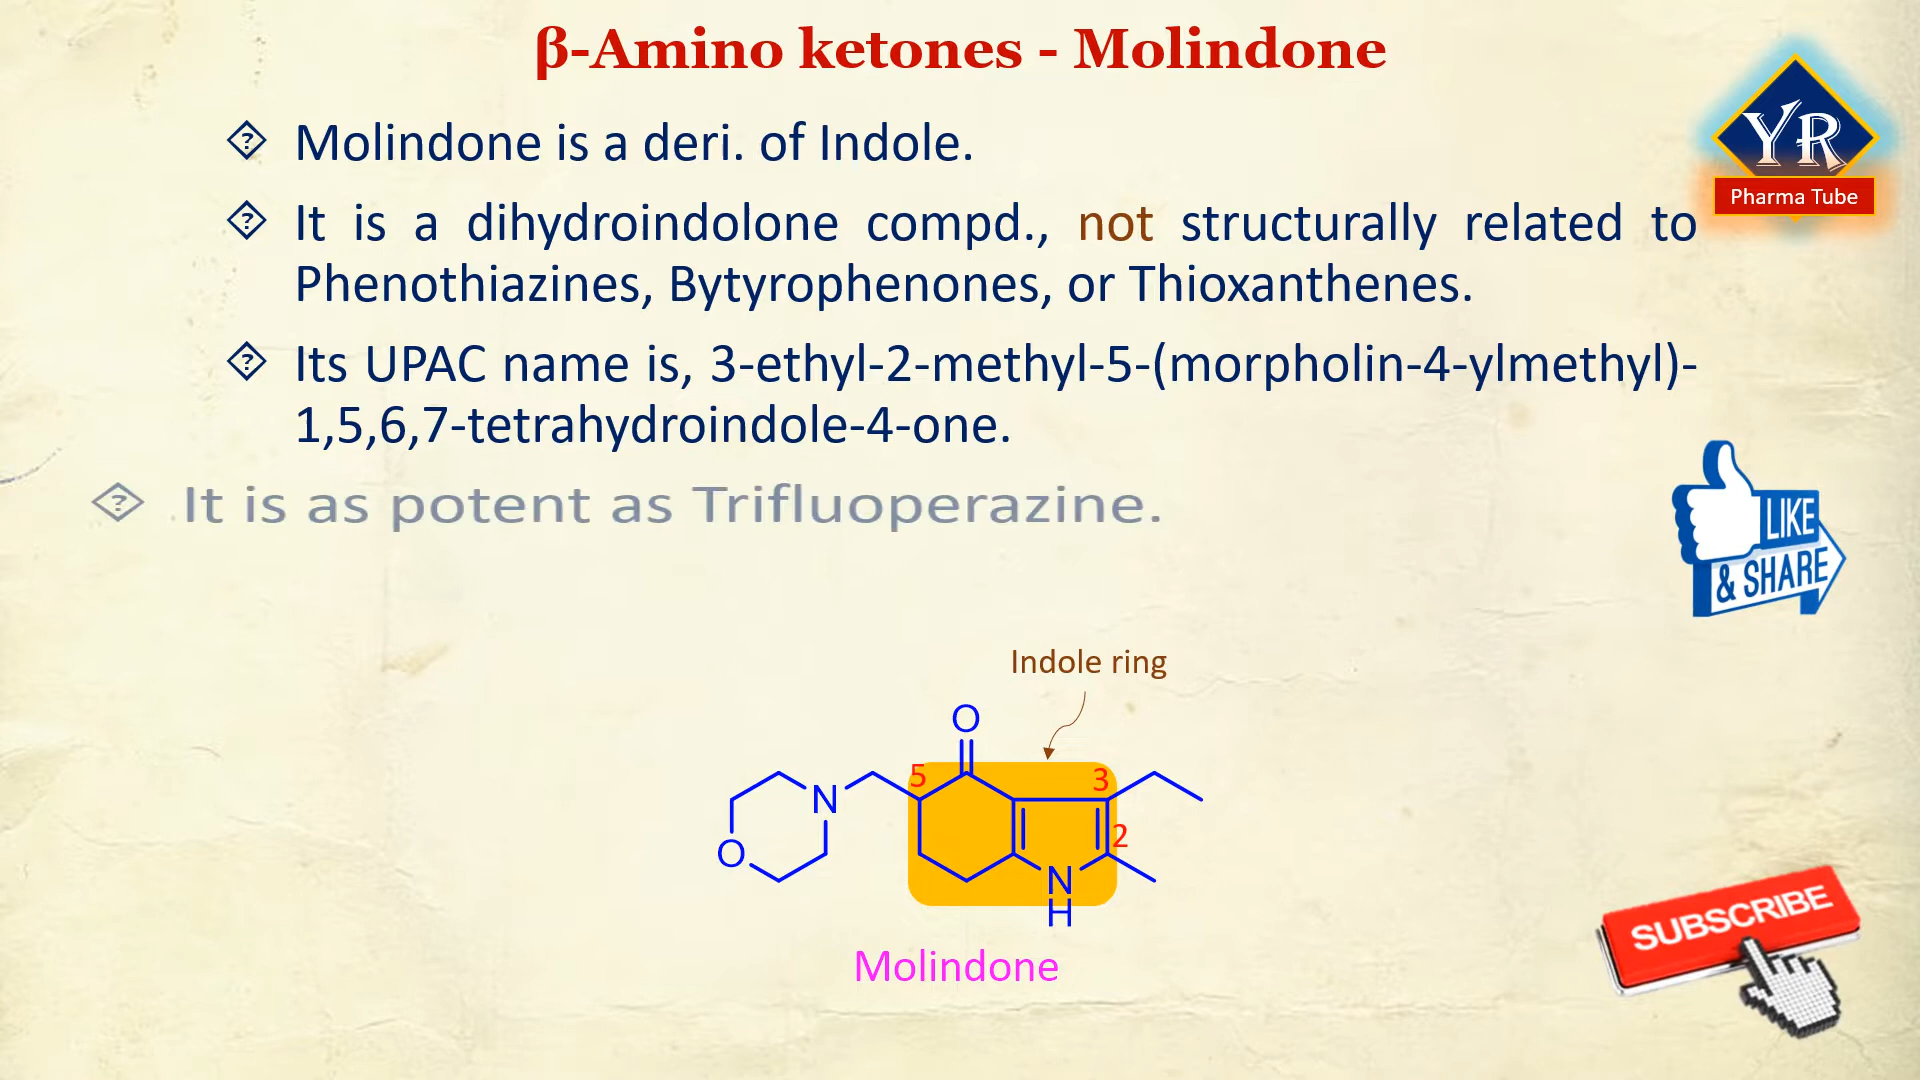 β-Amino ketones - Molindone
Molindone is a deri. of Indole.
It is a dihydroindolone compd., not structurally related to
Phenothiazines, Bytyrophenones, or Thioxanthenes.
Its UPAC name is, 3-ethyl-2-methyl-5-(morpholin-4-ylmethyl)-
1,5,6,7-tetrahydroindole-4-one.
It is as potent as Trifluoperazine.
YR
Pharma Tube
LIKE
& SHARE
Indole ring
O
5
3
N
2
O
N
H
Molindone
SUBSCRIBE